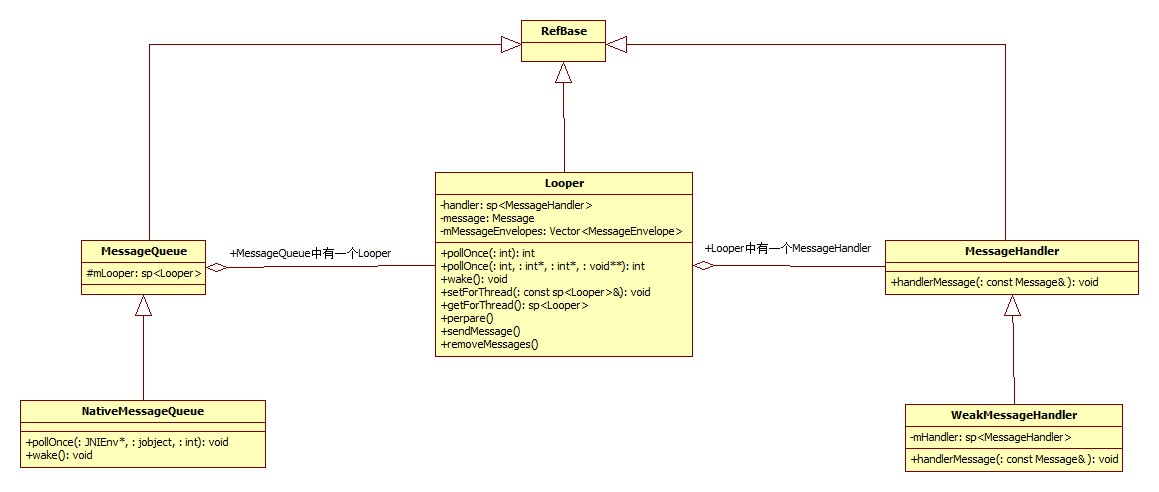 RefBase
Looper
-handler: sp<MessageHandler>
-message: Message
-mMessageEnvelopes: Vector<MessageEnvelope>
+pollOnce(: int): int
+pollOnce(: int, : int*, : int*, : void**): int
+wake(): void
+setForThread(: const sp<Looper>&): void
+getForThread(): sp<Looper>
+perpare()
+sendMessage()
+removeMessages()
MessageQueue
#mLooper: sp<Looper>
+MessageQueue中有一个Looper
+Looper中有一个MessageHandler
MessageHandler
+handlerMessage(: const Message& ): void
NativeMessageQueue
+pollOnce(: JNIEnv*, : jobject, : int): void
+wake(): void
WeakMessageHandler
-mHandler: sp<MessageHandler>
+handlerMessage(: const Message& ): void